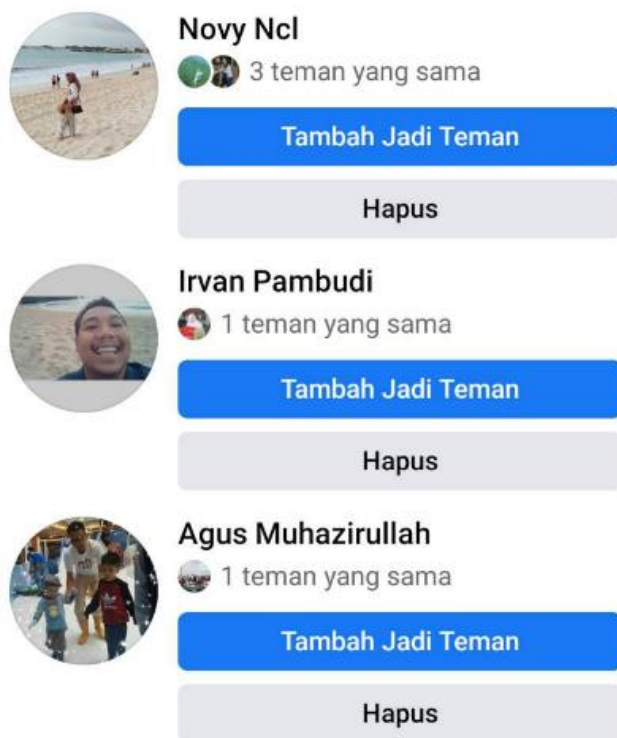 Novy Ncl
3 teman yang sama
Tambah Jadi Teman
Hapus
Irvan Pambudi
1 teman yang sama
Tambah Jadi Teman
Hapus
Agus Muhazirullah
1 teman yang sama
Tambah Jadi Teman
Hapus